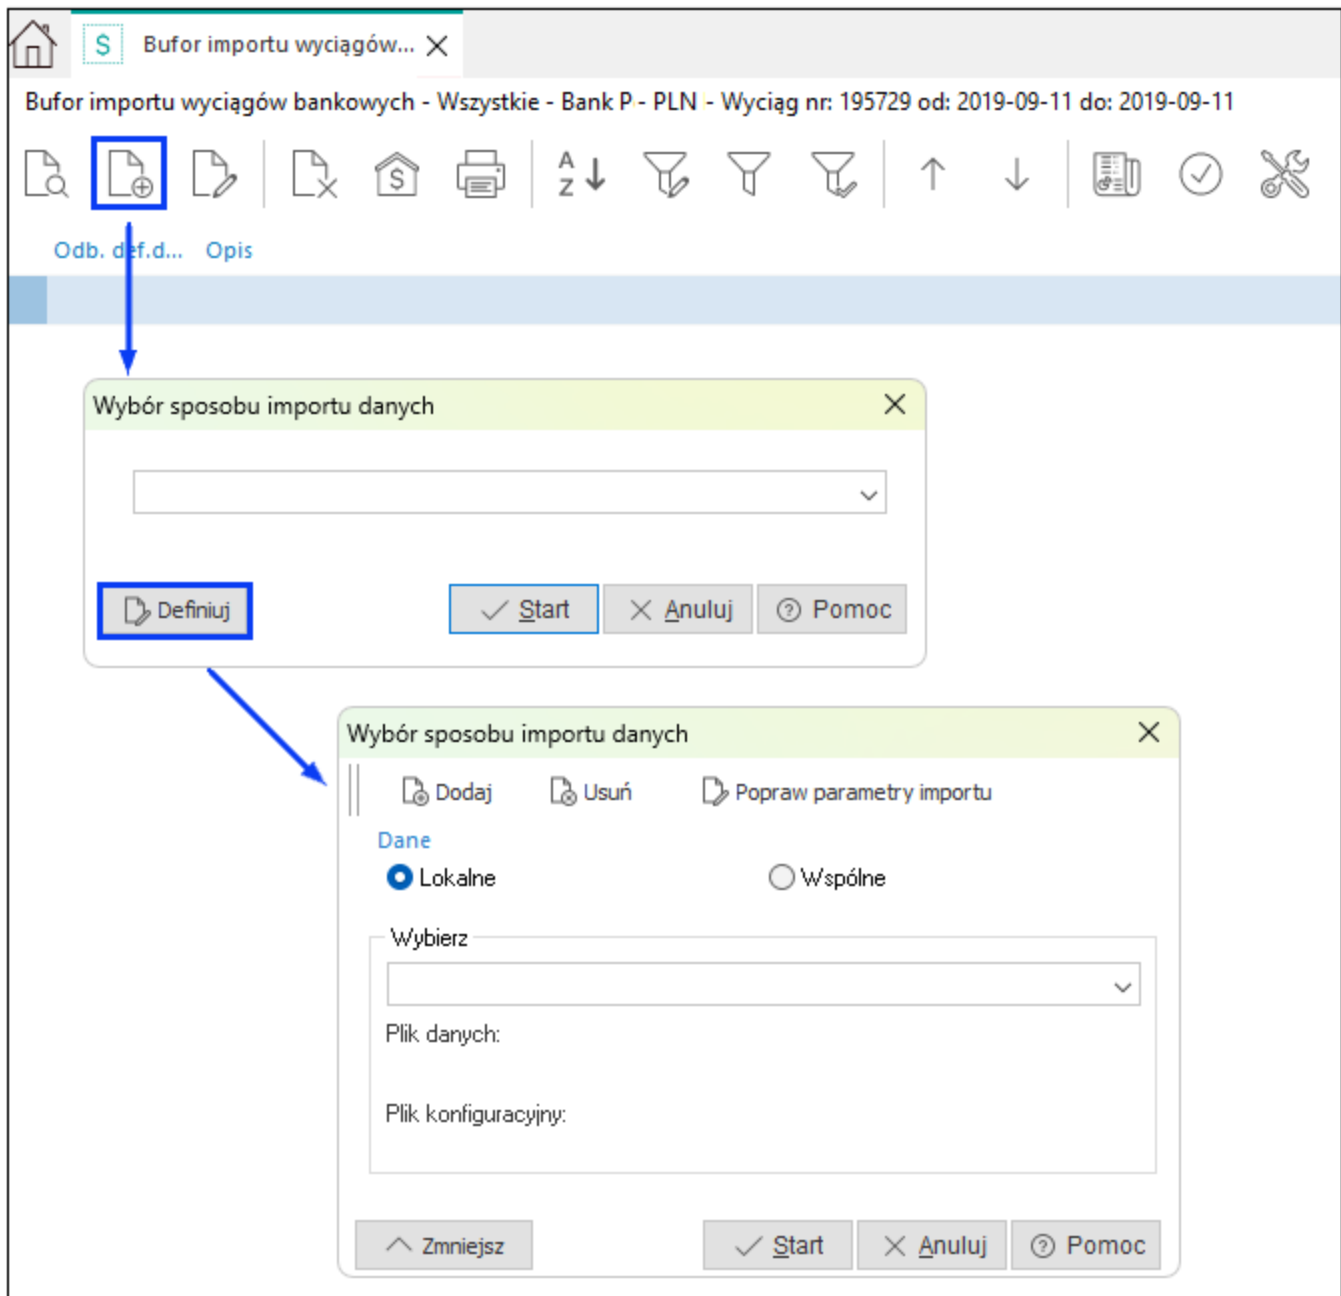 $ Bufor importu wyciągów...
Bufor importu wyciągów bankowych - Wszystkie - Bank P - PLN - Wyciąg nr: 195729 od: 2019-09-11 do: 2019-09-11
$ A Z
Odb. def.d... Opis
Wybór sposobu importu danych
Definiuj Start Anuluj ? Pomoc
Wybór sposobu importu danych
Dodaj Usuń Popraw parametry importu
Dane
Lokalne Wspólne
Wybierz
Plik danych:
Plik konfiguracyjny:
Zmniejsz Start Anuluj ? Pomoc